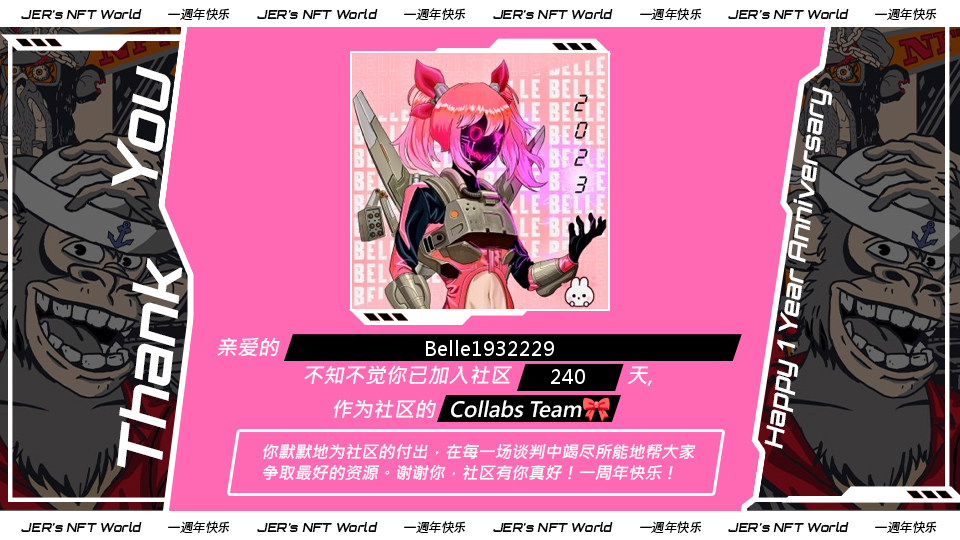 JER's NFT World 一週年快乐 JER's NFT World 一週年快乐 JER's NFT World 一週年快乐 JER's NFT World 一週年快乐
Thank You
BELLE
2023
Happy 1 Year Anniversary
亲爱的 Belle1932229
不知不觉你已加入社区 240 天,
作为社区的 Collabs Team🎀
你默默地为社区的付出，在每一场谈判中竭尽所能地帮大家
争取最好的资源。谢谢你，社区有你真好！一周年快乐！
JER's NFT World 一週年快乐 JER's NFT World 一週年快乐 JER's NFT World 一週年快乐 JER's NFT World 一週年快乐